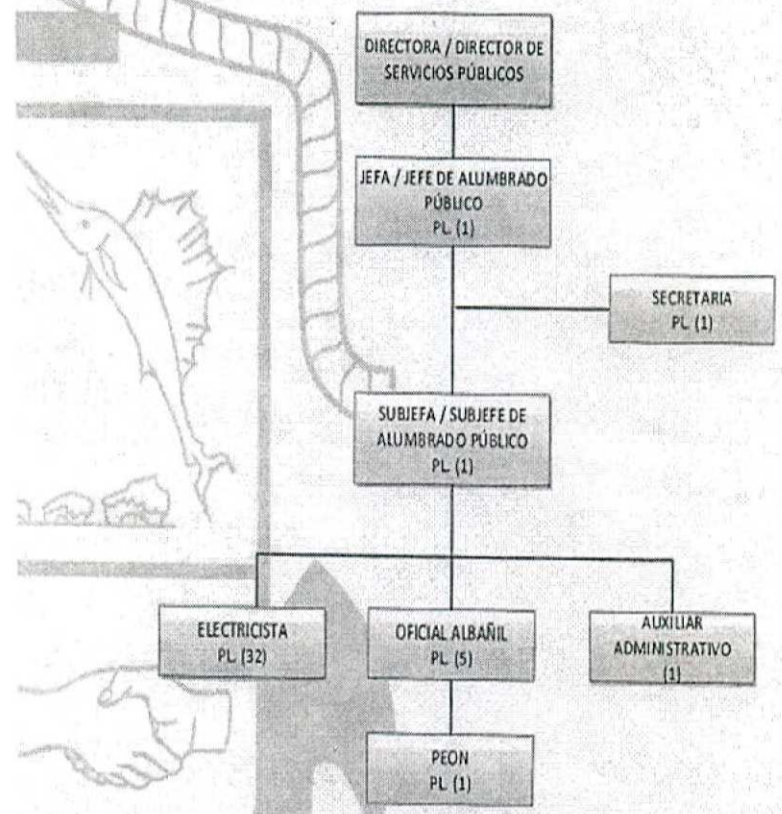 DIRECTORA / DIRECTOR DE
SERVICIOS PÚBLICOS
JEFA / JEFE DE ALUMBRADO
PÚBLICO
PL. (1)
SECRETARIA
PL. (1)
SUBJEFA / SUBJEFE DE
ALUMBRADO PÚBLICO
PL. (1)
ELECTRICISTA
PL. (32)
OFICIAL ALBAÑIL
PL. (5)
AUXILIAR
ADMINISTRATIVO
(1)
PEON
PL. (1)